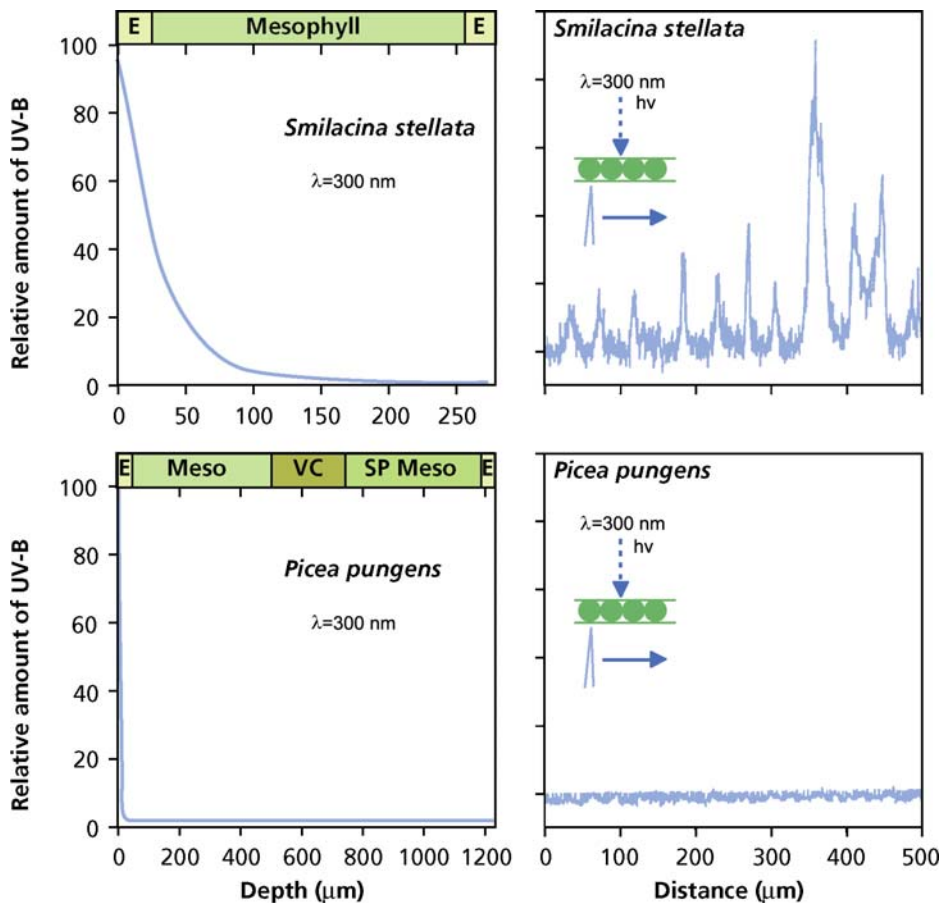 E Mesophyll E
Relative amount of UV-B
100
80
60
40
20
0
Smilacina stellata
λ=300 nm
0 50 100 150 200 250
Smilacina stellata
λ=300 nm
hv
E Meso VC SP Meso E
Relative amount of UV-B
100
80
60
40
20
0
Picea pungens
λ=300 nm
0 200 400 600 800 1000 1200
Depth (μm)
Picea pungens
λ=300 nm
hv
0 100 200 300 400 500
Distance (μm)